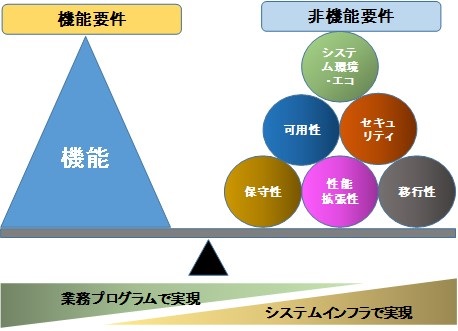 機能要件
非機能要件
機能
システ
ム環境
-エコ
可用性
セキュ
リティ
保守性
性能
拡張性
移行性
業務プログラムで実現
システムインフラで実現